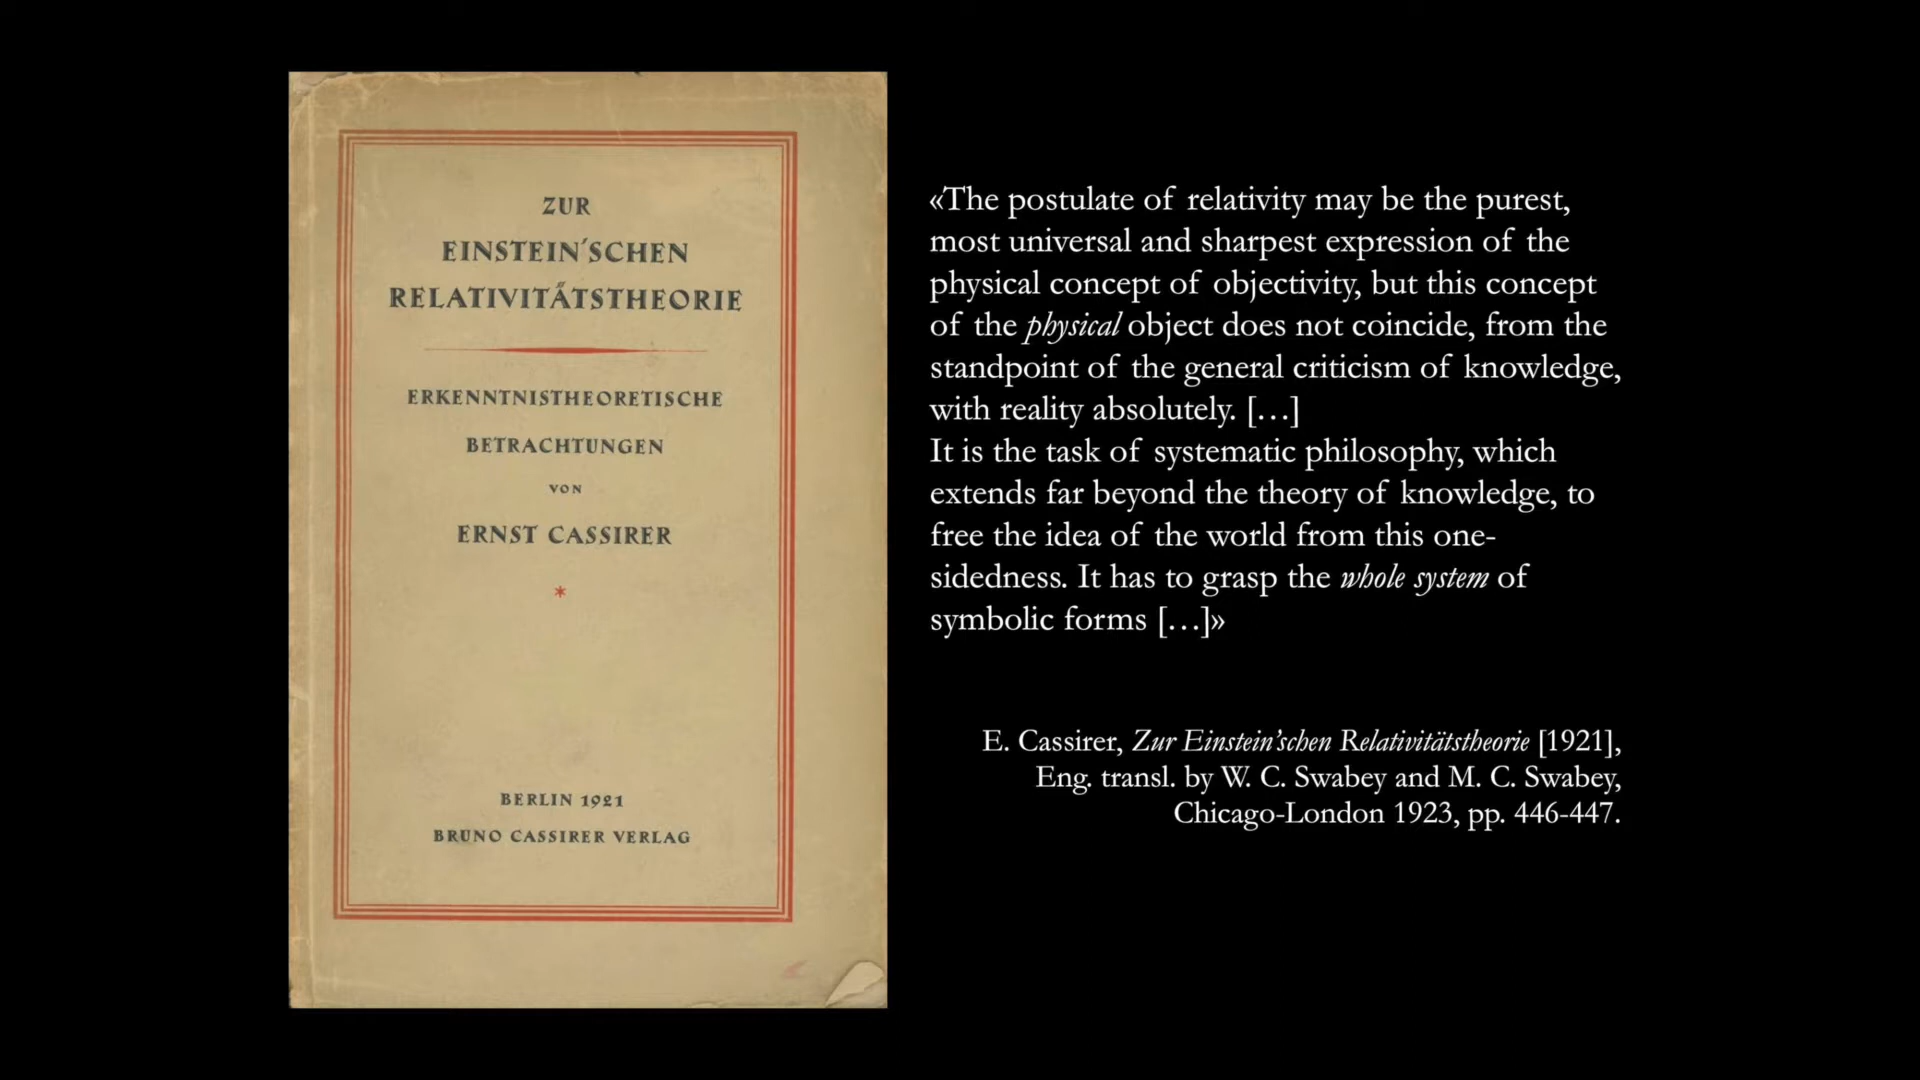 ZUR
EINSTEIN'SCHEN
RELATIVITÄTSTHEORIE
ERKENNTNISTHEORETISCHE
BETRACHTUNGEN
VON
ERNST CASSIRER
*
BERLIN 1921
BRUNO CASSIRER VERLAG
«The postulate of relativity may be the purest,
most universal and sharpest expression of the
physical concept of objectivity, but this concept
of the physical object does not coincide, from the
standpoint of the general criticism of knowledge,
with reality absolutely. […]
It is the task of systematic philosophy, which
extends far beyond the theory of knowledge, to
free the idea of the world from this one-
sidedness. It has to grasp the whole system of
symbolic forms […]»
E. Cassirer, Zur Einstein'schen Relativitätstheorie [1921],
Eng. transl. by W. C. Swabey and M. C. Swabey,
Chicago-London 1923, pp. 446-447.